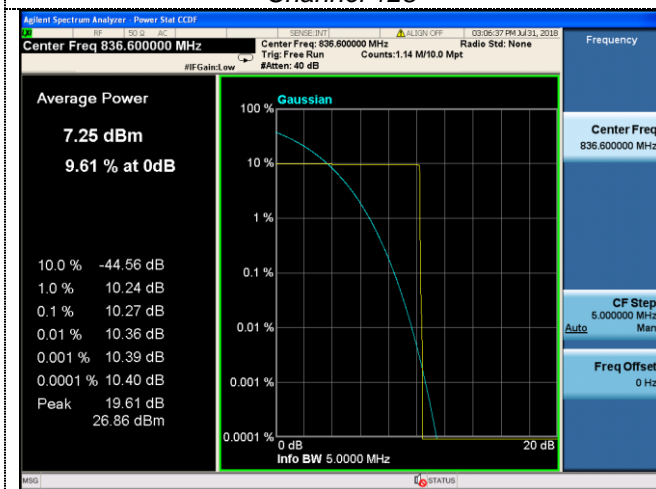 Agilent Spectrum Analyzer - Power Stat CCDF
RF 50 Ω AC SENSE:INT ALIGN OFF 03:06:37 PM Jul 31, 2018
Center Freq 836.600000 MHz
Center Freq: 836.600000 MHz Radio Std: None
Trig: Free Run Counts:1.14 M/10.0 Mpt
#IFGain:Low #Atten: 40 dB
Frequency
Average Power
7.25 dBm
9.61 % at 0dB
10.0 % -44.56 dB
1.0 % 10.24 dB
0.1 % 10.27 dB
0.01 % 10.36 dB
0.001 % 10.39 dB
0.0001 % 10.40 dB
Peak 19.61 dB
26.86 dBm
Gaussian
100 %
10 %
1 %
0.1 %
0.01 %
0.001 %
0.0001 %
0 dB 20 dB
Info BW 5.0000 MHz
Center Freq
836.600000 MHz
CF Step
5.000000 MHz
Auto Man
Freq Offset
0 Hz
MSG STATUS